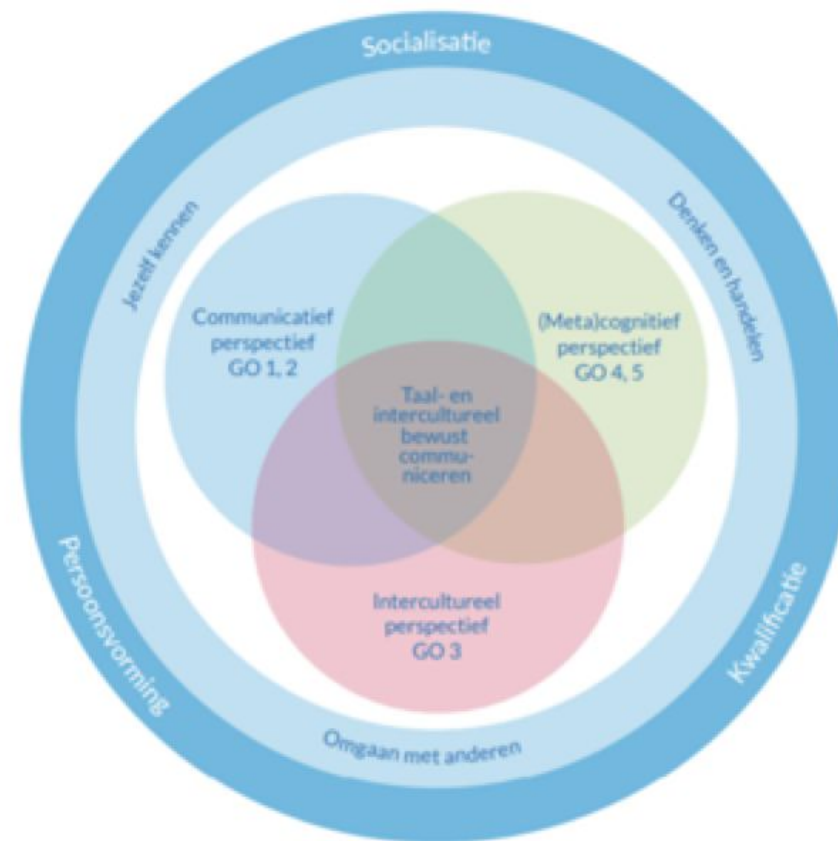 Socialisatie
Jezelf kennen
Denken en handelen
Communicatief
perspectief
GO 1, 2
(Meta)cognitief
perspectief
GO 4, 5
Taal- en
intercultureel
bewust
commu-
niceren
Intercultureel
perspectief
GO 3
Persoonsvorming
Kwalificatie
Omgaan met anderen